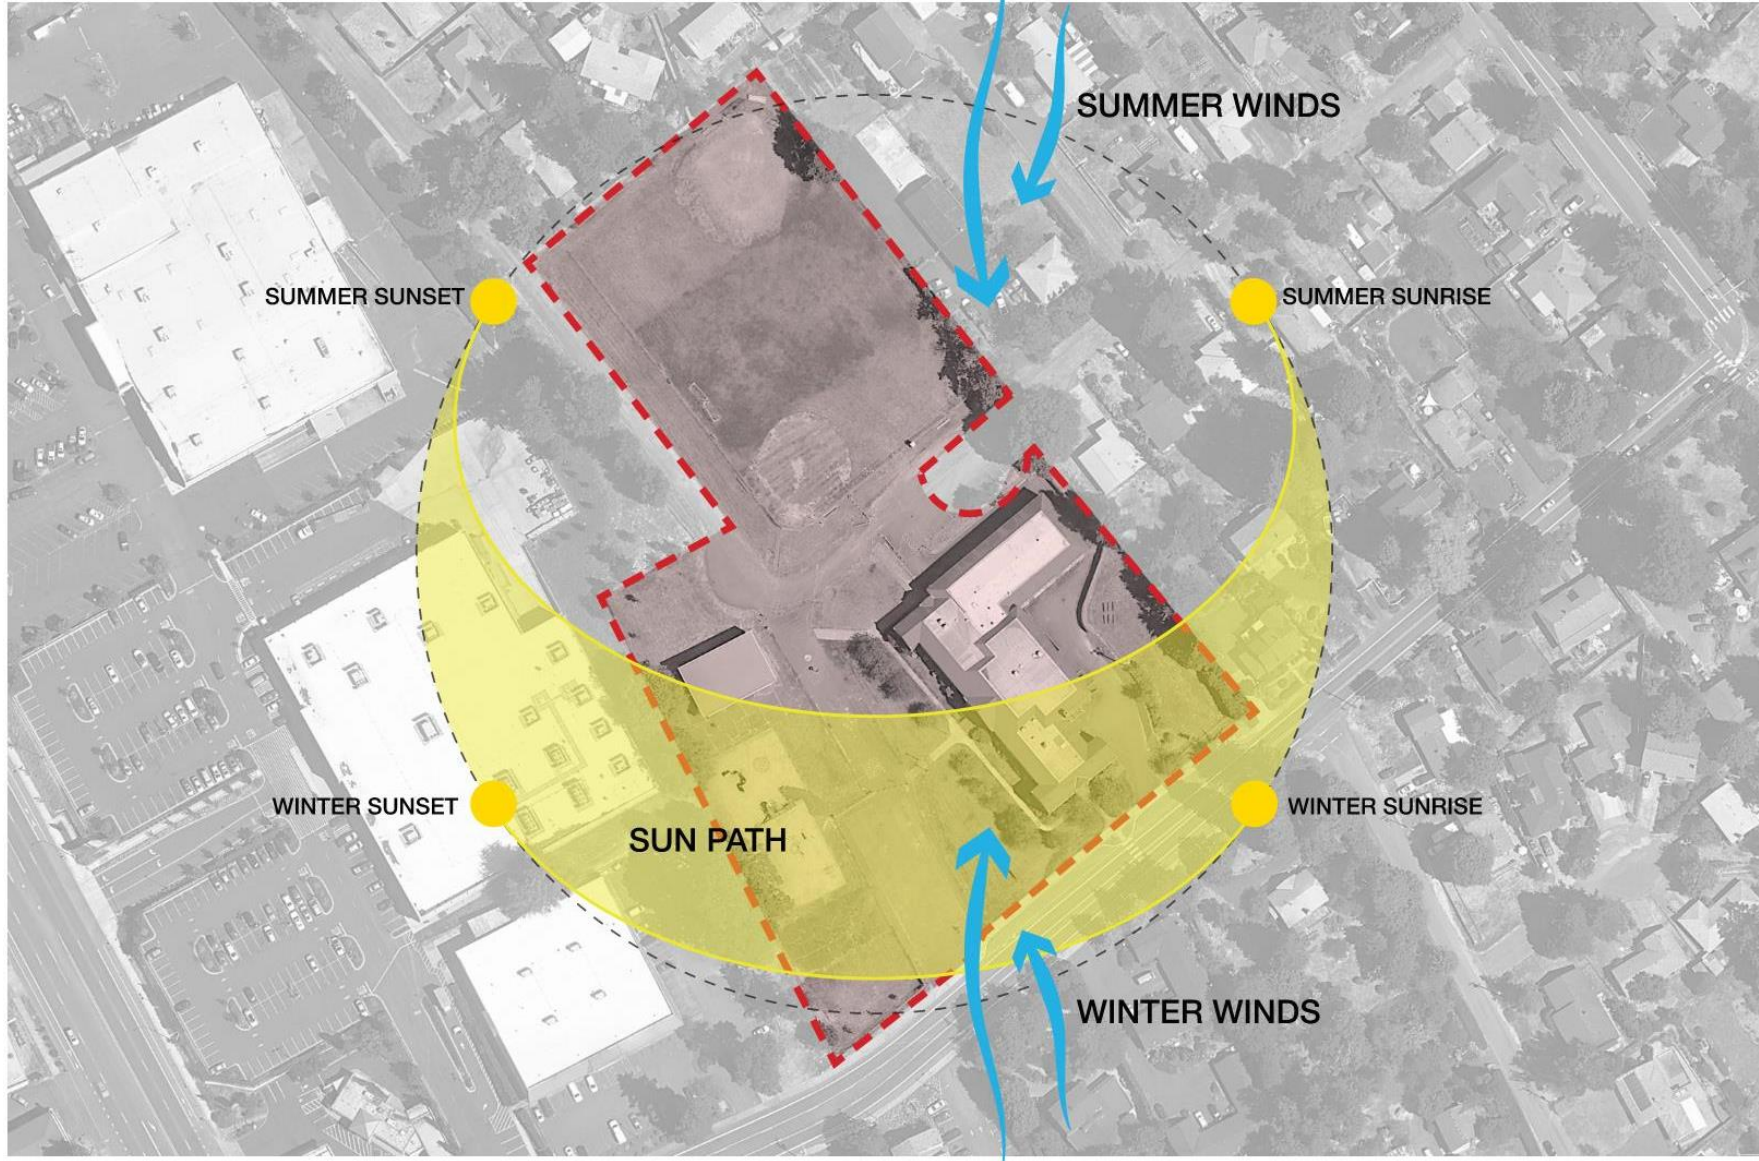 SUMMER WINDS
SUMMER SUNSET
SUMMER SUNRISE
WINTER SUNSET
WINTER SUNRISE
SUN PATH
WINTER WINDS